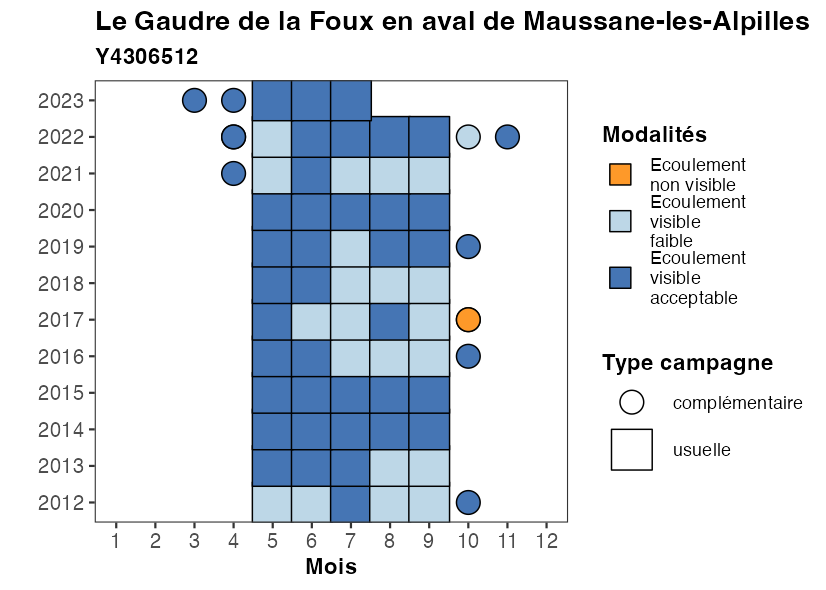 Le Gaudre de la Foux en aval de Maussane-les-Alpilles
Y4306512
2023
2022
2021
2020
2019
2018
2017
2016
2015
2014
2013
2012
1 2 3 4 5 6 7 8 9 10 11 12
Mois
Modalités
Ecoulement
non visible
Ecoulement
visible
faible
Ecoulement
visible
acceptable
Type campagne
complémentaire
usuelle